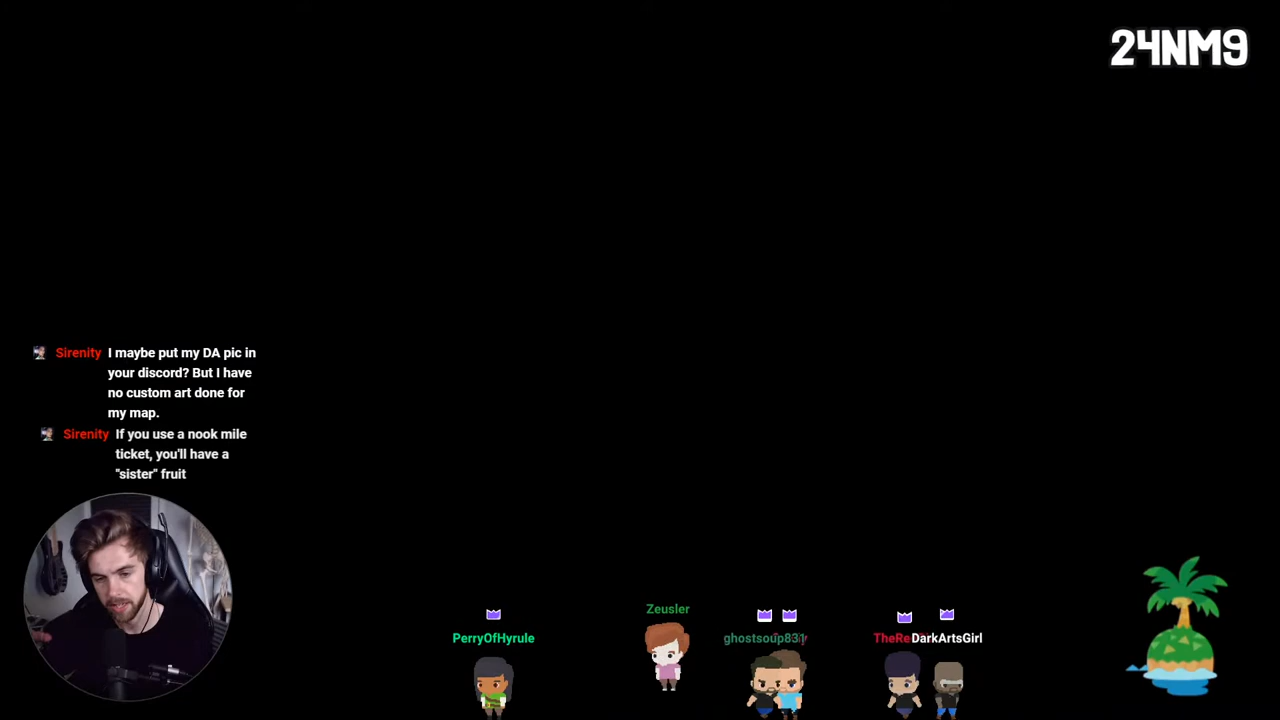 24NM9
Sirenity I maybe put my DA pic in
your discord? But I have
no custom art done for
my map.
Sirenity If you use a nook mile
ticket, you'll have a
"sister" fruit
Zeusler
PerryOfHyrule
ghostsoup831
DarkArtsGirl